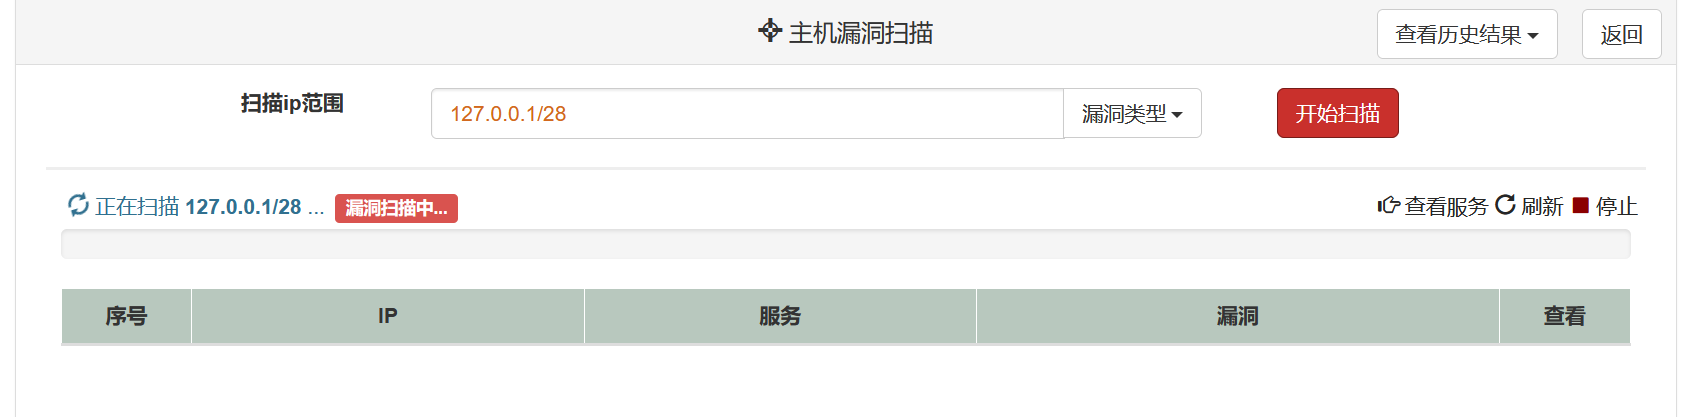 主机漏洞扫描 查看历史结果 返回
扫描ip范围 127.0.0.1/28 漏洞类型 开始扫描
正在扫描 127.0.0.1/28 ... 漏洞扫描中... 查看服务 刷新 停止
序号 IP 服务 漏洞 查看